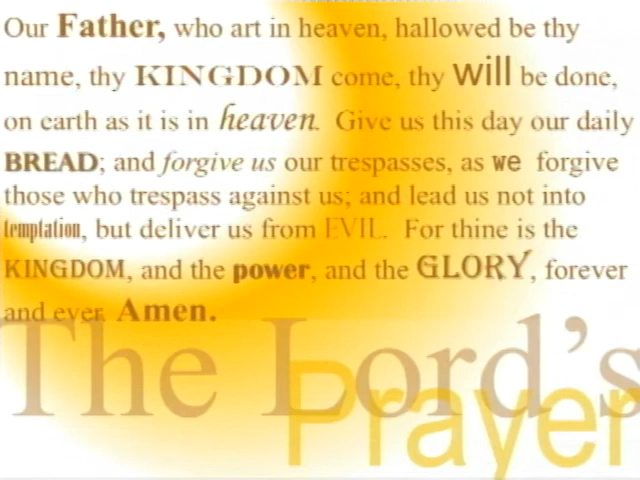 Our Father, who art in heaven, hallowed be thy
name, thy KINGDOM come, thy will be done,
on earth as it is in heaven. Give us this day our daily
BREAD; and forgive us our trespasses, as we forgive
those who trespass against us; and lead us not into
temptation, but deliver us from EVIL. For thine is the
KINGDOM, and the power, and the GLORY, forever
and ever. Amen.
The Lord's
Prayer